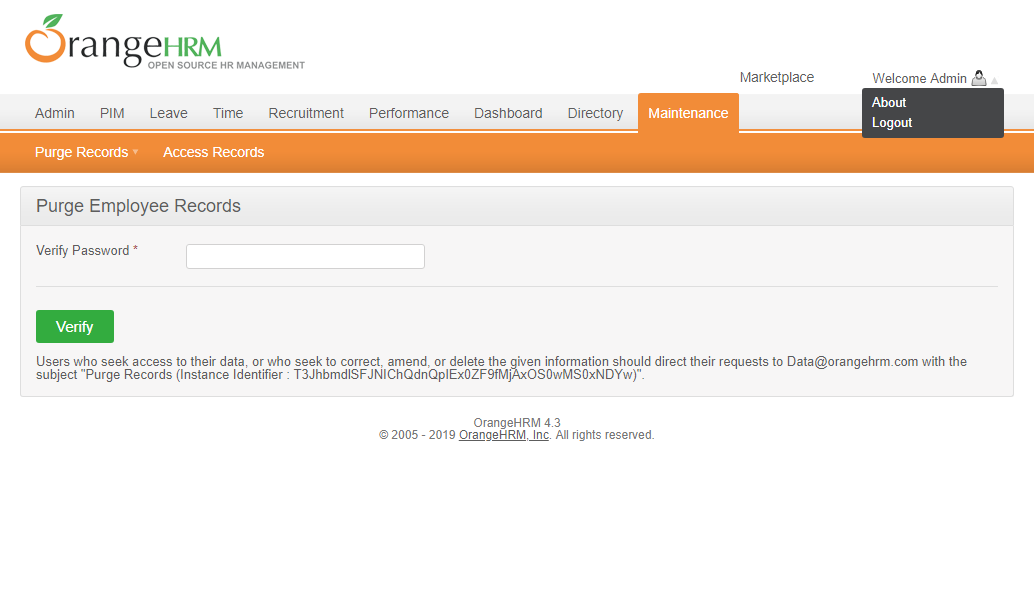 OrangeHRM
OPEN SOURCE HR MANAGEMENT
Marketplace
Welcome Admin
About
Logout
Admin PIM Leave Time Recruitment Performance Dashboard Directory Maintenance
Purge Records Access Records
Purge Employee Records
Verify Password *
Verify
Users who seek access to their data, or who seek to correct, amend, or delete the given information should direct their requests to Data@orangehrm.com with the
subject "Purge Records (Instance Identifier : T3JhbmdlSFJNIChQdnQpIEx0ZF9fMjAxOS0wMS0xNDYw)".
OrangeHRM 4.3
© 2005 - 2019 OrangeHRM, Inc. All rights reserved.